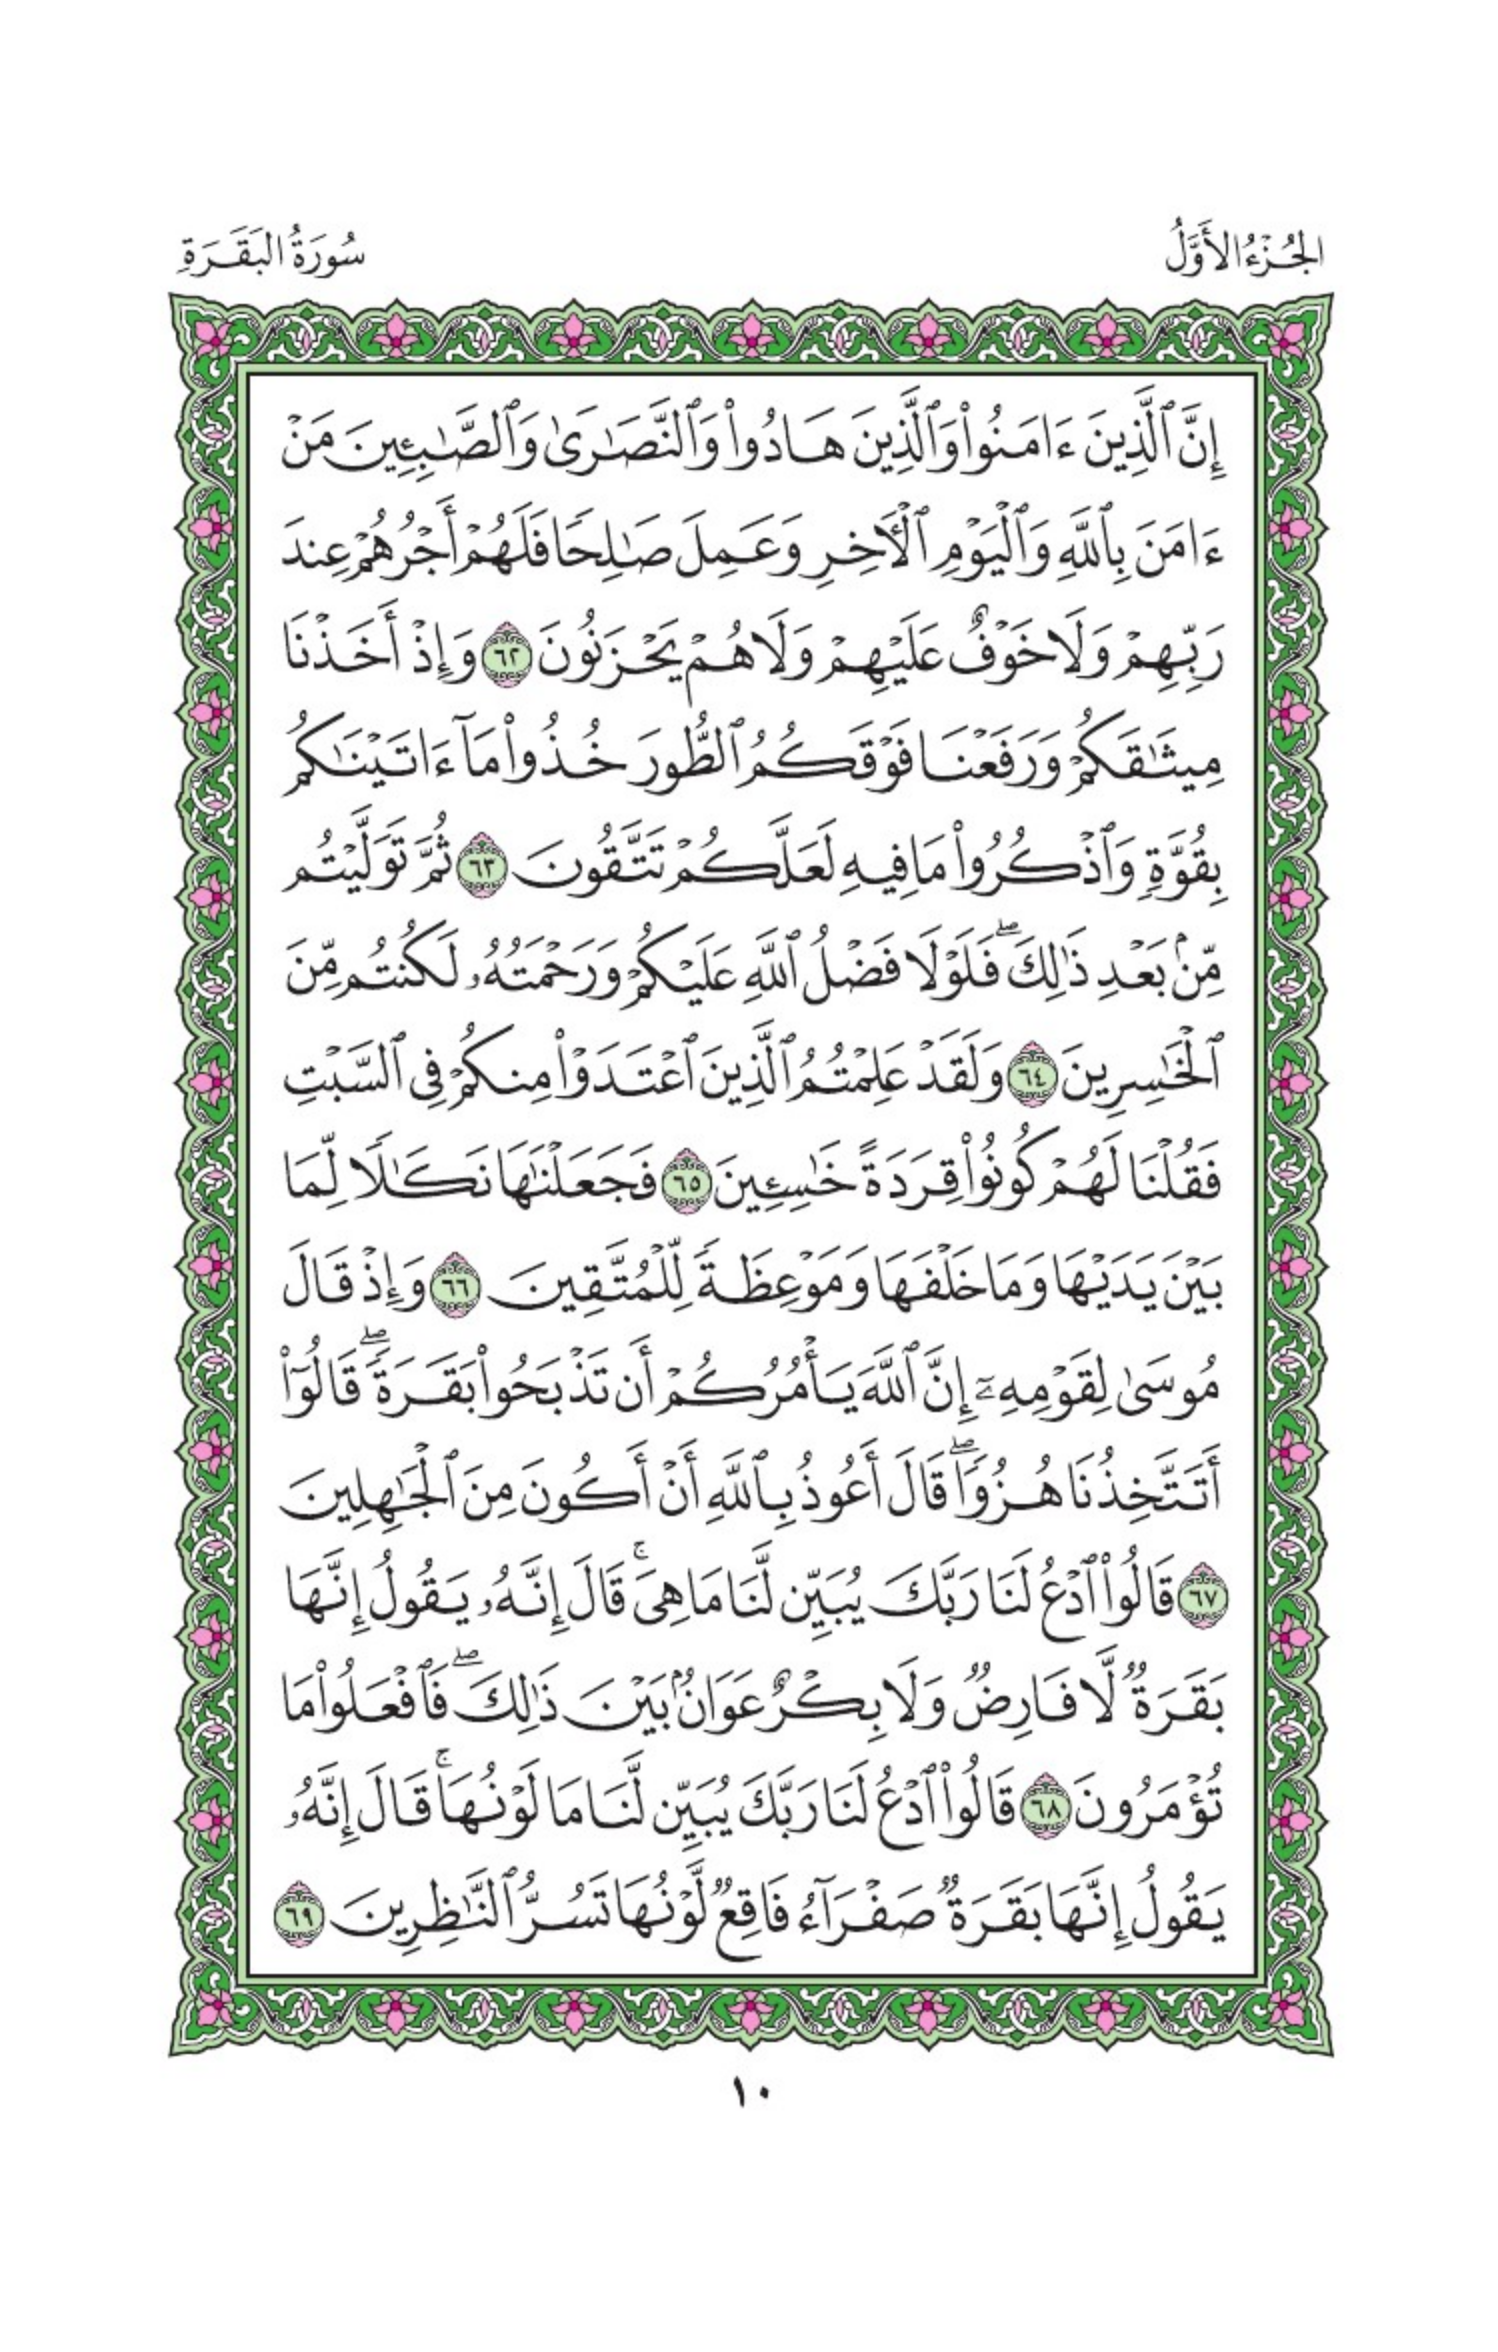 الجُزْءُ الأَوَّلُ
سُورَةُ البَقَرَةِ
إِنَّ ٱلَّذِينَ ءَامَنُوا۟ وَٱلَّذِينَ هَادُوا۟ وَٱلنَّصَٰرَىٰ وَٱلصَّٰبِـِٔينَ مَنْ
ءَامَنَ بِٱللَّهِ وَٱلْيَوْمِ ٱلْـَٔاخِرِ وَعَمِلَ صَٰلِحًا فَلَهُمْ أَجْرُهُمْ عِندَ
رَبِّهِمْ وَلَا خَوْفٌ عَلَيْهِمْ وَلَا هُمْ يَحْزَنُونَ ٦٢ وَإِذْ أَخَذْنَا
مِيثَٰقَكُمْ وَرَفَعْنَا فَوْقَكُمُ ٱلطُّورَ خُذُوا۟ مَآ ءَاتَيْنَٰكُم
بِقُوَّةٍ وَٱذْكُرُوا۟ مَا فِيهِ لَعَلَّكُمْ تَتَّقُونَ ٦٣ ثُمَّ تَوَلَّيْتُم
مِّنۢ بَعْدِ ذَٰلِكَ ۖ فَلَوْلَا فَضْلُ ٱللَّهِ عَلَيْكُمْ وَرَحْمَتُهُۥ لَكُنتُم مِّنَ
ٱلْخَٰسِرِينَ ٦٤ وَلَقَدْ عَلِمْتُمُ ٱلَّذِينَ ٱعْتَدَوْا۟ مِنكُمْ فِى ٱلسَّبْتِ
فَقُلْنَا لَهُمْ كُونُوا۟ قِرَدَةً خَٰسِـِٔينَ ٦٥ فَجَعَلْنَٰهَا نَكَٰلًا لِّمَا
بَيْنَ يَدَيْهَا وَمَا خَلْفَهَا وَمَوْعِظَةً لِّلْمُتَّقِينَ ٦٦ وَإِذْ قَالَ
مُوسَىٰ لِقَوْمِهِۦٓ إِنَّ ٱللَّهَ يَأْمُرُكُمْ أَن تَذْبَحُوا۟ بَقَرَةً ۖ قَالُوٓا۟
أَتَتَّخِذُنَا هُزُوًا ۖ قَالَ أَعُوذُ بِٱللَّهِ أَنْ أَكُونَ مِنَ ٱلْجَٰهِلِينَ
٦٧ قَالُوا۟ ٱدْعُ لَنَا رَبَّكَ يُبَيِّن لَّنَا مَا هِىَ ۚ قَالَ إِنَّهُۥ يَقُولُ إِنَّهَا
بَقَرَةٌ لَّا فَارِضٌ وَلَا بِكْرٌ عَوَانٌۢ بَيْنَ ذَٰلِكَ ۖ فَٱفْعَلُوا۟ مَا
تُؤْمَرُونَ ٦٨ قَالُوا۟ ٱدْعُ لَنَا رَبَّكَ يُبَيِّن لَّنَا مَا لَوْنُهَا ۚ قَالَ إِنَّهُۥ
يَقُولُ إِنَّهَا بَقَرَةٌ صَفْرَآءُ فَاقِعٌ لَّوْنُهَا تَسُرُّ ٱلنَّٰظِرِينَ ٦٩
١٠